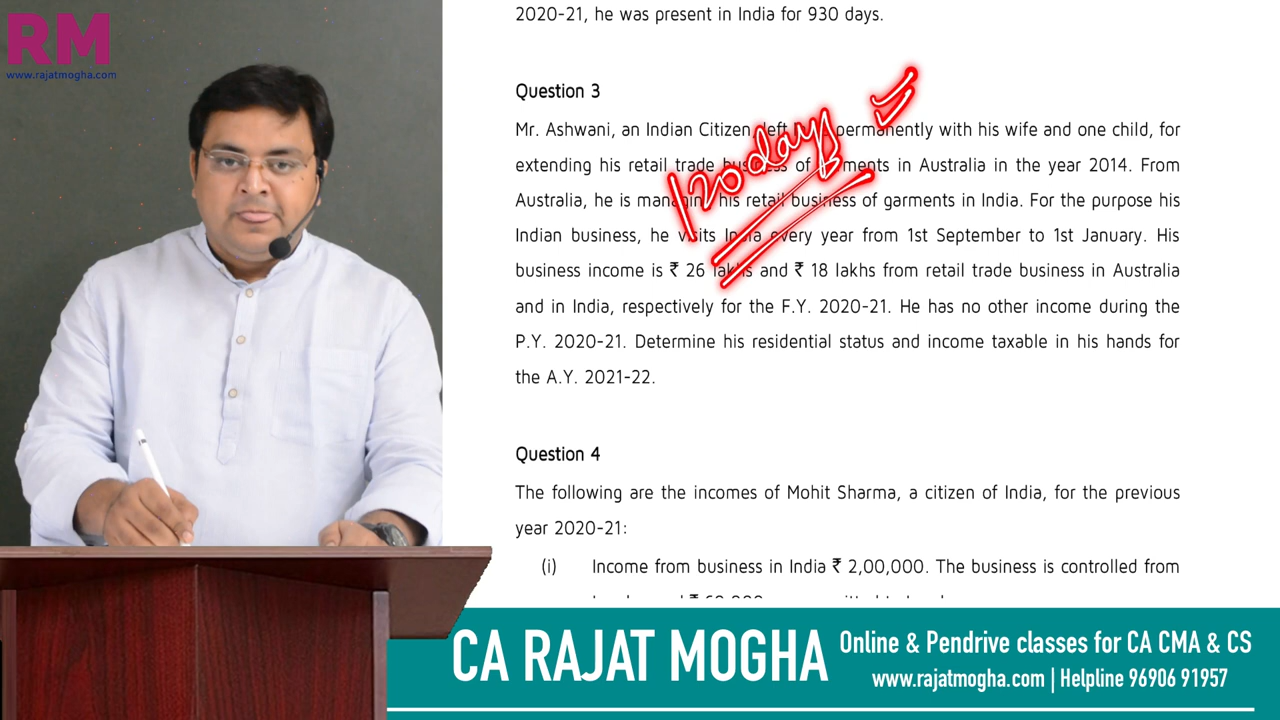 RM
www.rajatmogha.com
2020-21, he was present in India for 930 days.
Question 3
Mr. Ashwani, an Indian Citizen, left permanently with his wife and one child, for
extending his retail trade business of garments in Australia in the year 2014. From
Australia, he is managing his retail business of garments in India. For the purpose his
Indian business, he visits India every year from 1st September to 1st January. His
business income is ₹ 26 lakhs and ₹ 18 lakhs from retail trade business in Australia
and in India, respectively for the F.Y. 2020-21. He has no other income during the
P.Y. 2020-21. Determine his residential status and income taxable in his hands for
the A.Y. 2021-22.
120days
Question 4
The following are the incomes of Mohit Sharma, a citizen of India, for the previous
year 2020-21:
(i) Income from business in India ₹ 2,00,000. The business is controlled from
CA RAJAT MOGHA
Online & Pendrive classes for CA CMA & CS
www.rajatmogha.com | Helpline 96906 91957